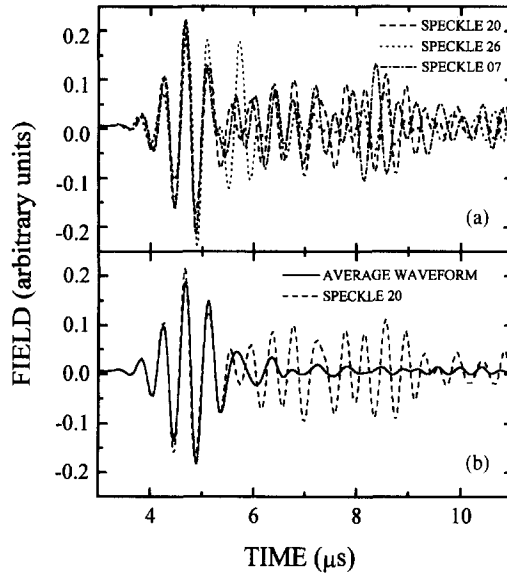 0.2
0.1
0.0
-0.1
-0.2
SPECKLE 20
SPECKLE 26
SPECKLE 07
(a)
FIELD (arbitrary units)
0.2
0.1
0.0
-0.1
-0.2
AVERAGE WAVEFORM
SPECKLE 20
(b)
4
6
8
10
TIME (μs)